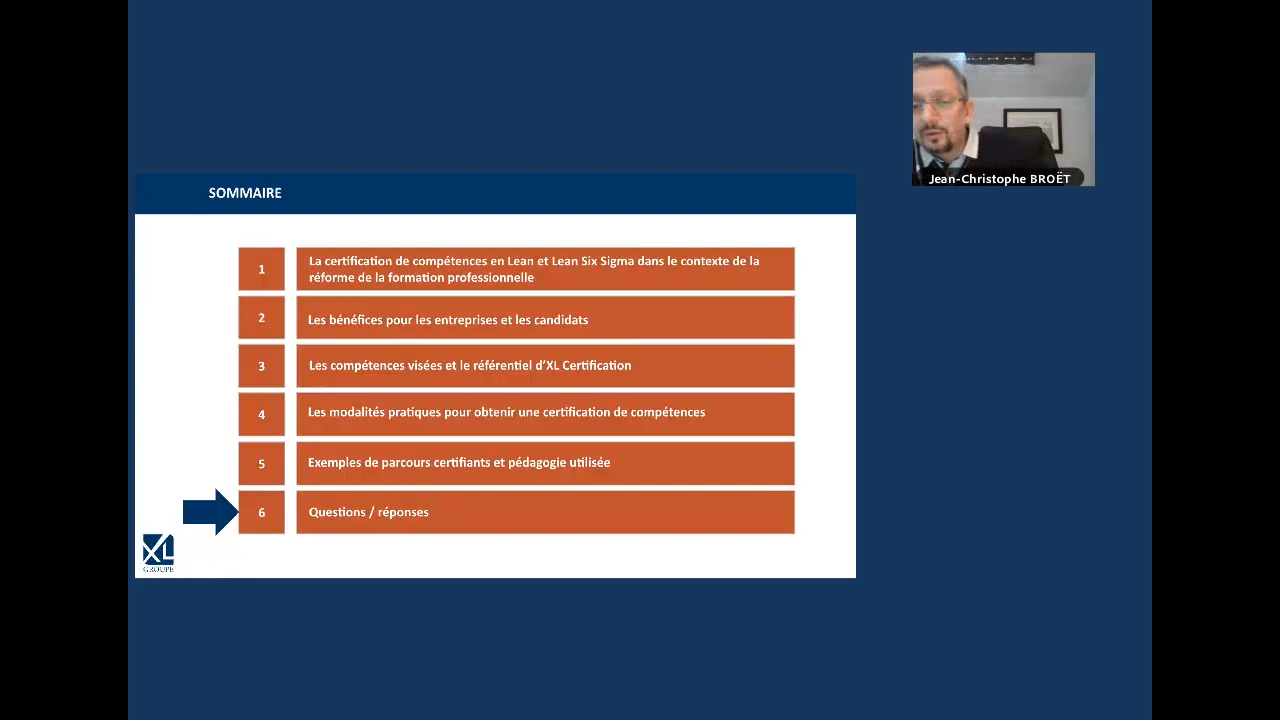 SOMMAIRE
1
La certification de compétences en Lean et Lean Six Sigma dans le contexte de la
réforme de la formation professionnelle
2
Les bénéfices pour les entreprises et les candidats
3
Les compétences visées et le référentiel d'XL Certification
4
Les modalités pratiques pour obtenir une certification de compétences
5
Exemples de parcours certifiants et pédagogie utilisée
6
Questions / réponses
XL
GROUPE
Jean-Christophe BROËT